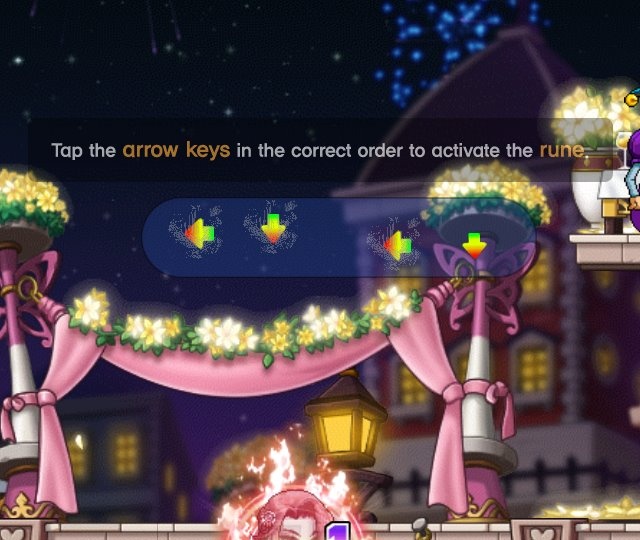 Tap the arrow keys in the correct order to activate the rune.